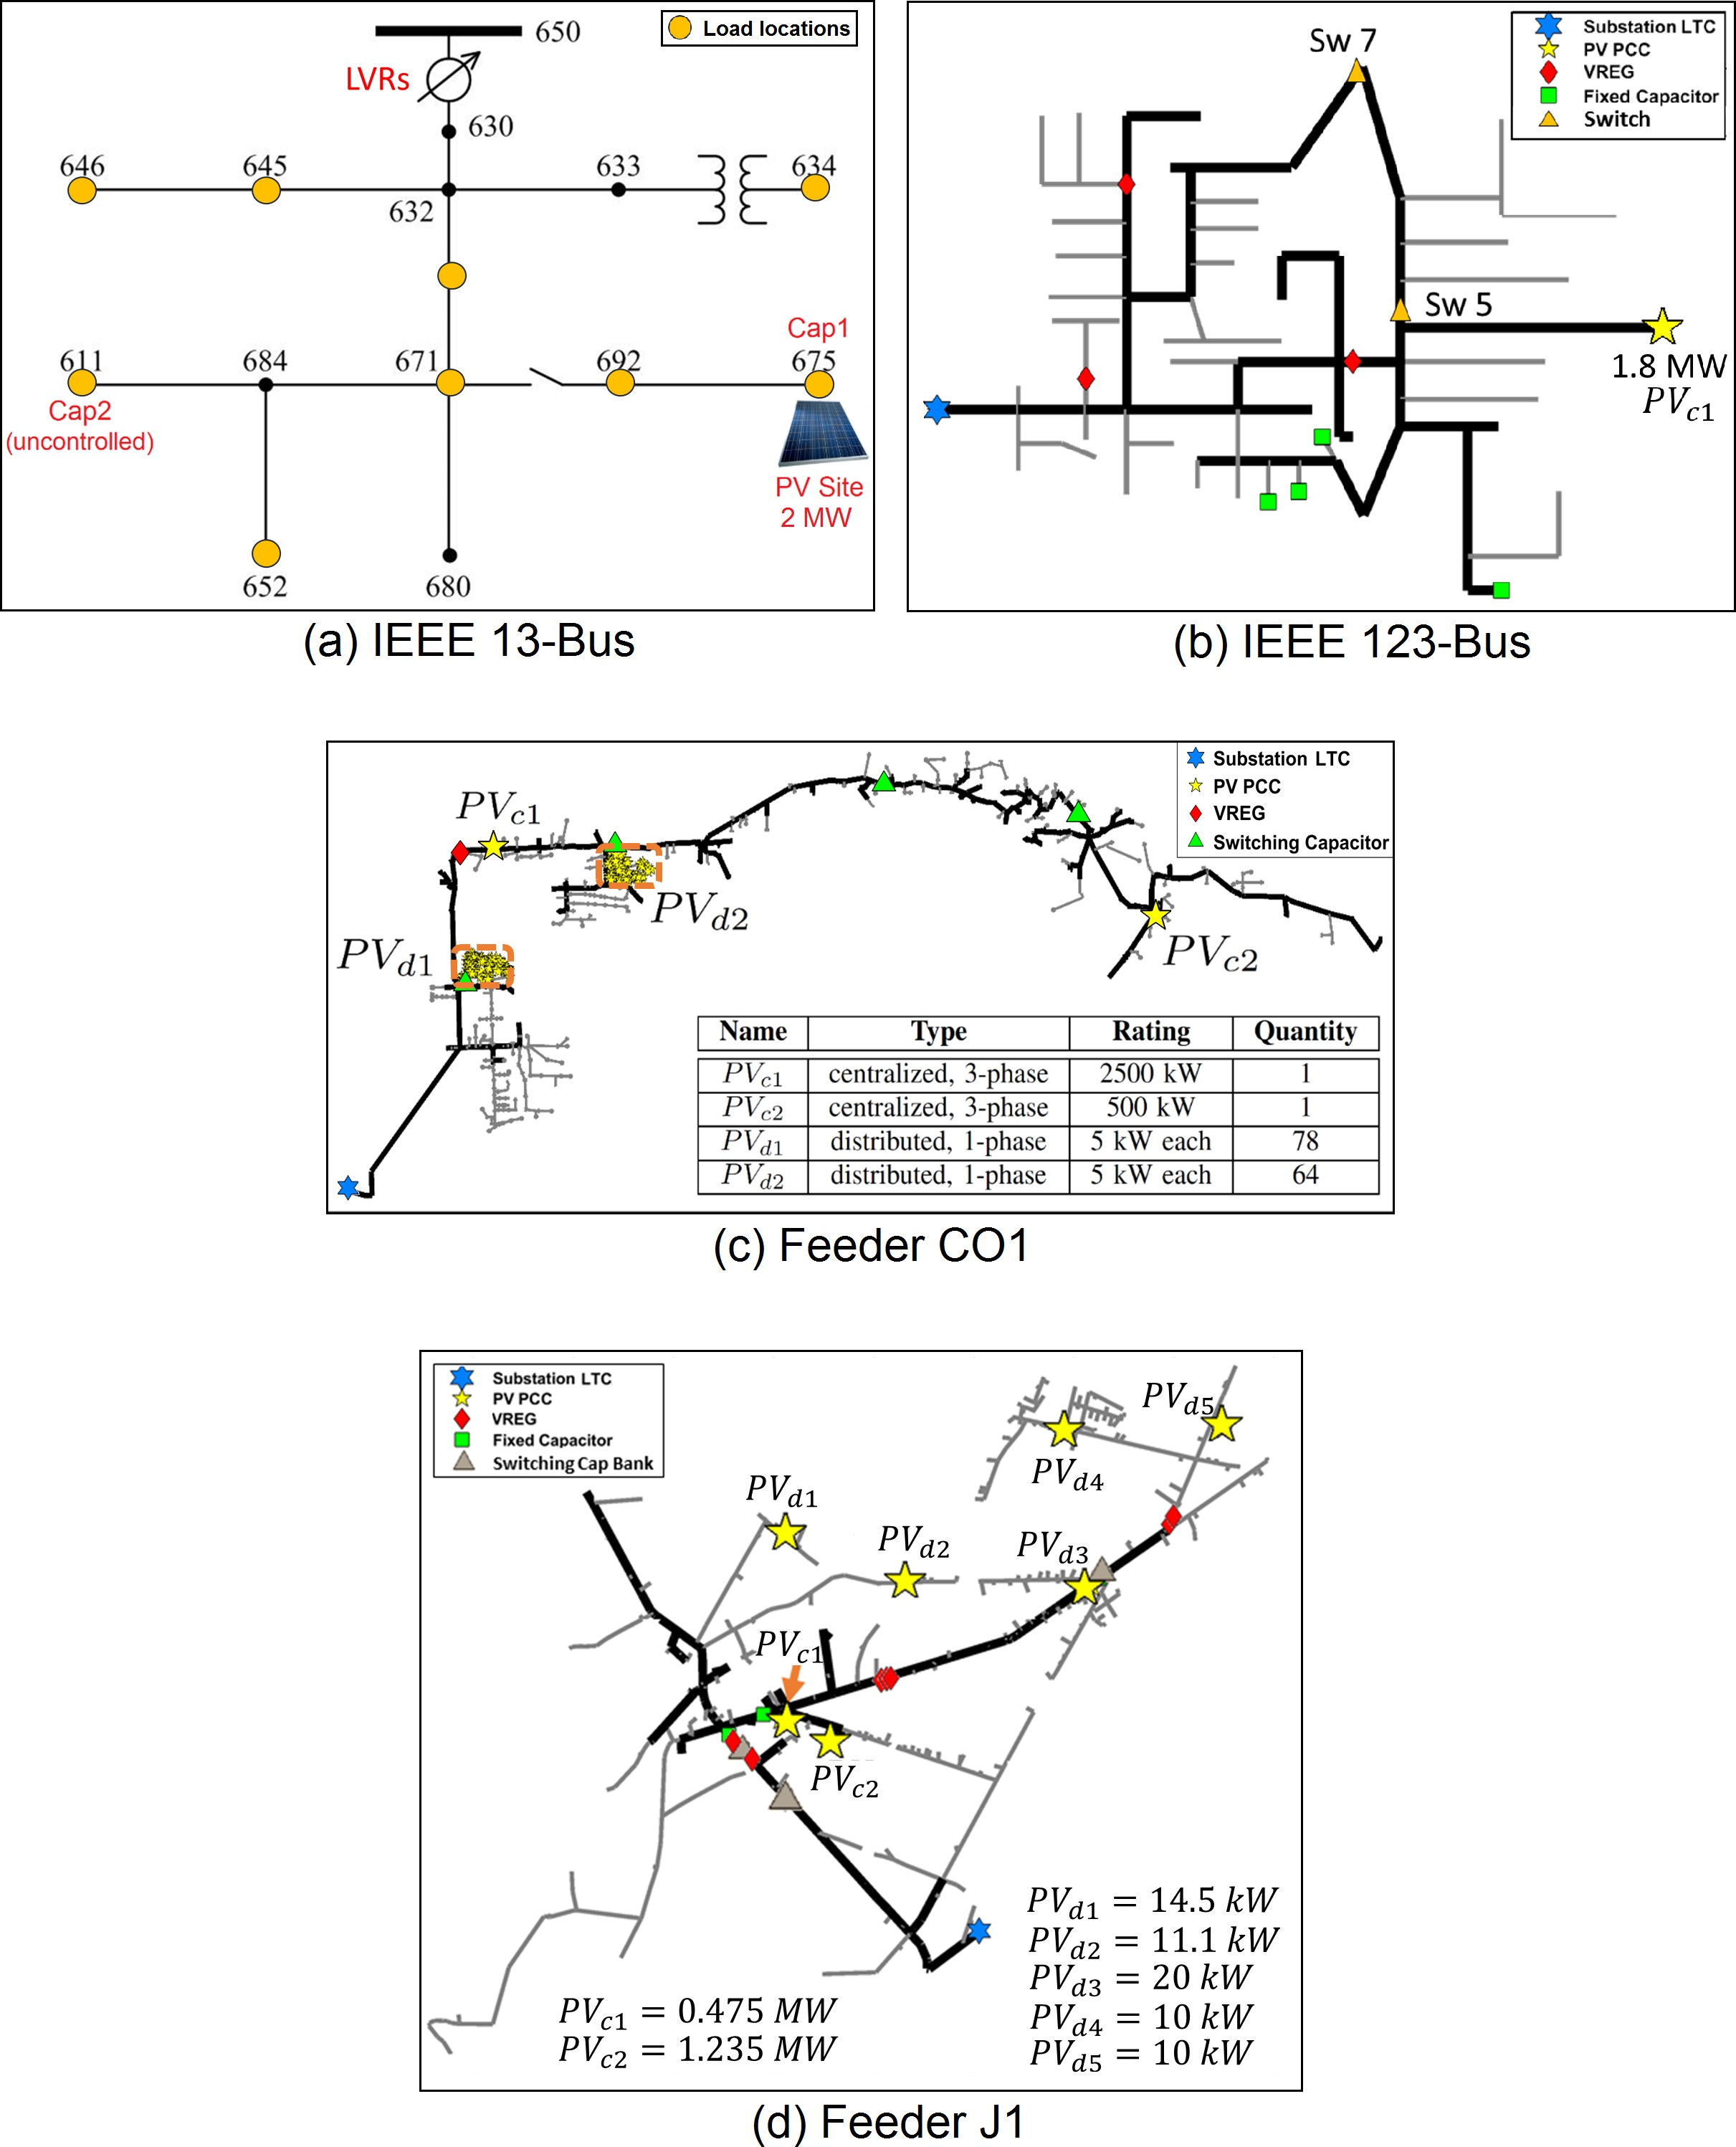 650
Load locations
LVRs
630
646
645
633
634
632
Cap1
611
684
671
692
675
Cap2
(uncontrolled)
PV Site
2 MW
652
680
(a) IEEE 13-Bus
Substation LTC
PV PCC
VREG
Fixed Capacitor
Switch
Sw 7
Sw 5
1.8 MW
PVc1
(b) IEEE 123-Bus
Substation LTC
PV PCC
VREG
Switching Capacitor
PVc1
PVd2
PVd1
PVc2
Name Type Rating Quantity
PVc1 centralized, 3-phase 2500 kW 1
PVc2 centralized, 3-phase 500 kW 1
PVd1 distributed, 1-phase 5 kW each 78
PVd2 distributed, 1-phase 5 kW each 64
(c) Feeder CO1
Substation LTC
PV PCC
VREG
Fixed Capacitor
Switching Cap Bank
PVd5
PVd4
PVd1
PVd2
PVd3
PVc1
PVc2
PVd1 = 14.5 kW
PVd2 = 11.1 kW
PVd3 = 20 kW
PVd4 = 10 kW
PVd5 = 10 kW
PVc1 = 0.475 MW
PVc2 = 1.235 MW
(d) Feeder J1